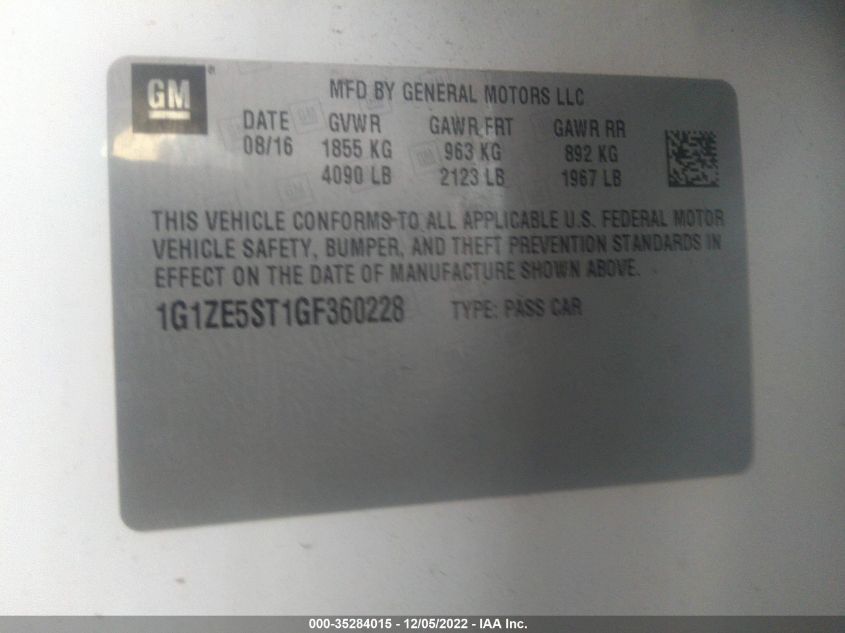 GM
MFD BY GENERAL MOTORS LLC
DATE GVWR GAWR FRT GAWR RR
08/16 1855 KG 963 KG 892 KG
4090 LB 2123 LB 1967 LB
THIS VEHICLE CONFORMS TO ALL APPLICABLE U.S. FEDERAL MOTOR
VEHICLE SAFETY, BUMPER, AND THEFT PREVENTION STANDARDS IN
EFFECT ON THE DATE OF MANUFACTURE SHOWN ABOVE.
1G1ZE5ST1GF360228 TYPE: PASS CAR
000-35284015 - 12/05/2022 - IAA Inc.